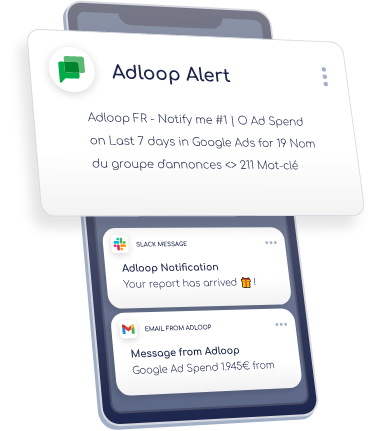 Adloop Alert
Adloop FR - Notify me #1 | O Ad Spend
on Last 7 days in Google Ads for 19 Nom
du groupe d'annonces <> 211 Mot-clé
SLACK MESSAGE
Adloop Notification
Your report has arrived 🎁 !
EMAIL FROM ADLOOP
Message from Adloop
Google Ad Spend 1.945€ from